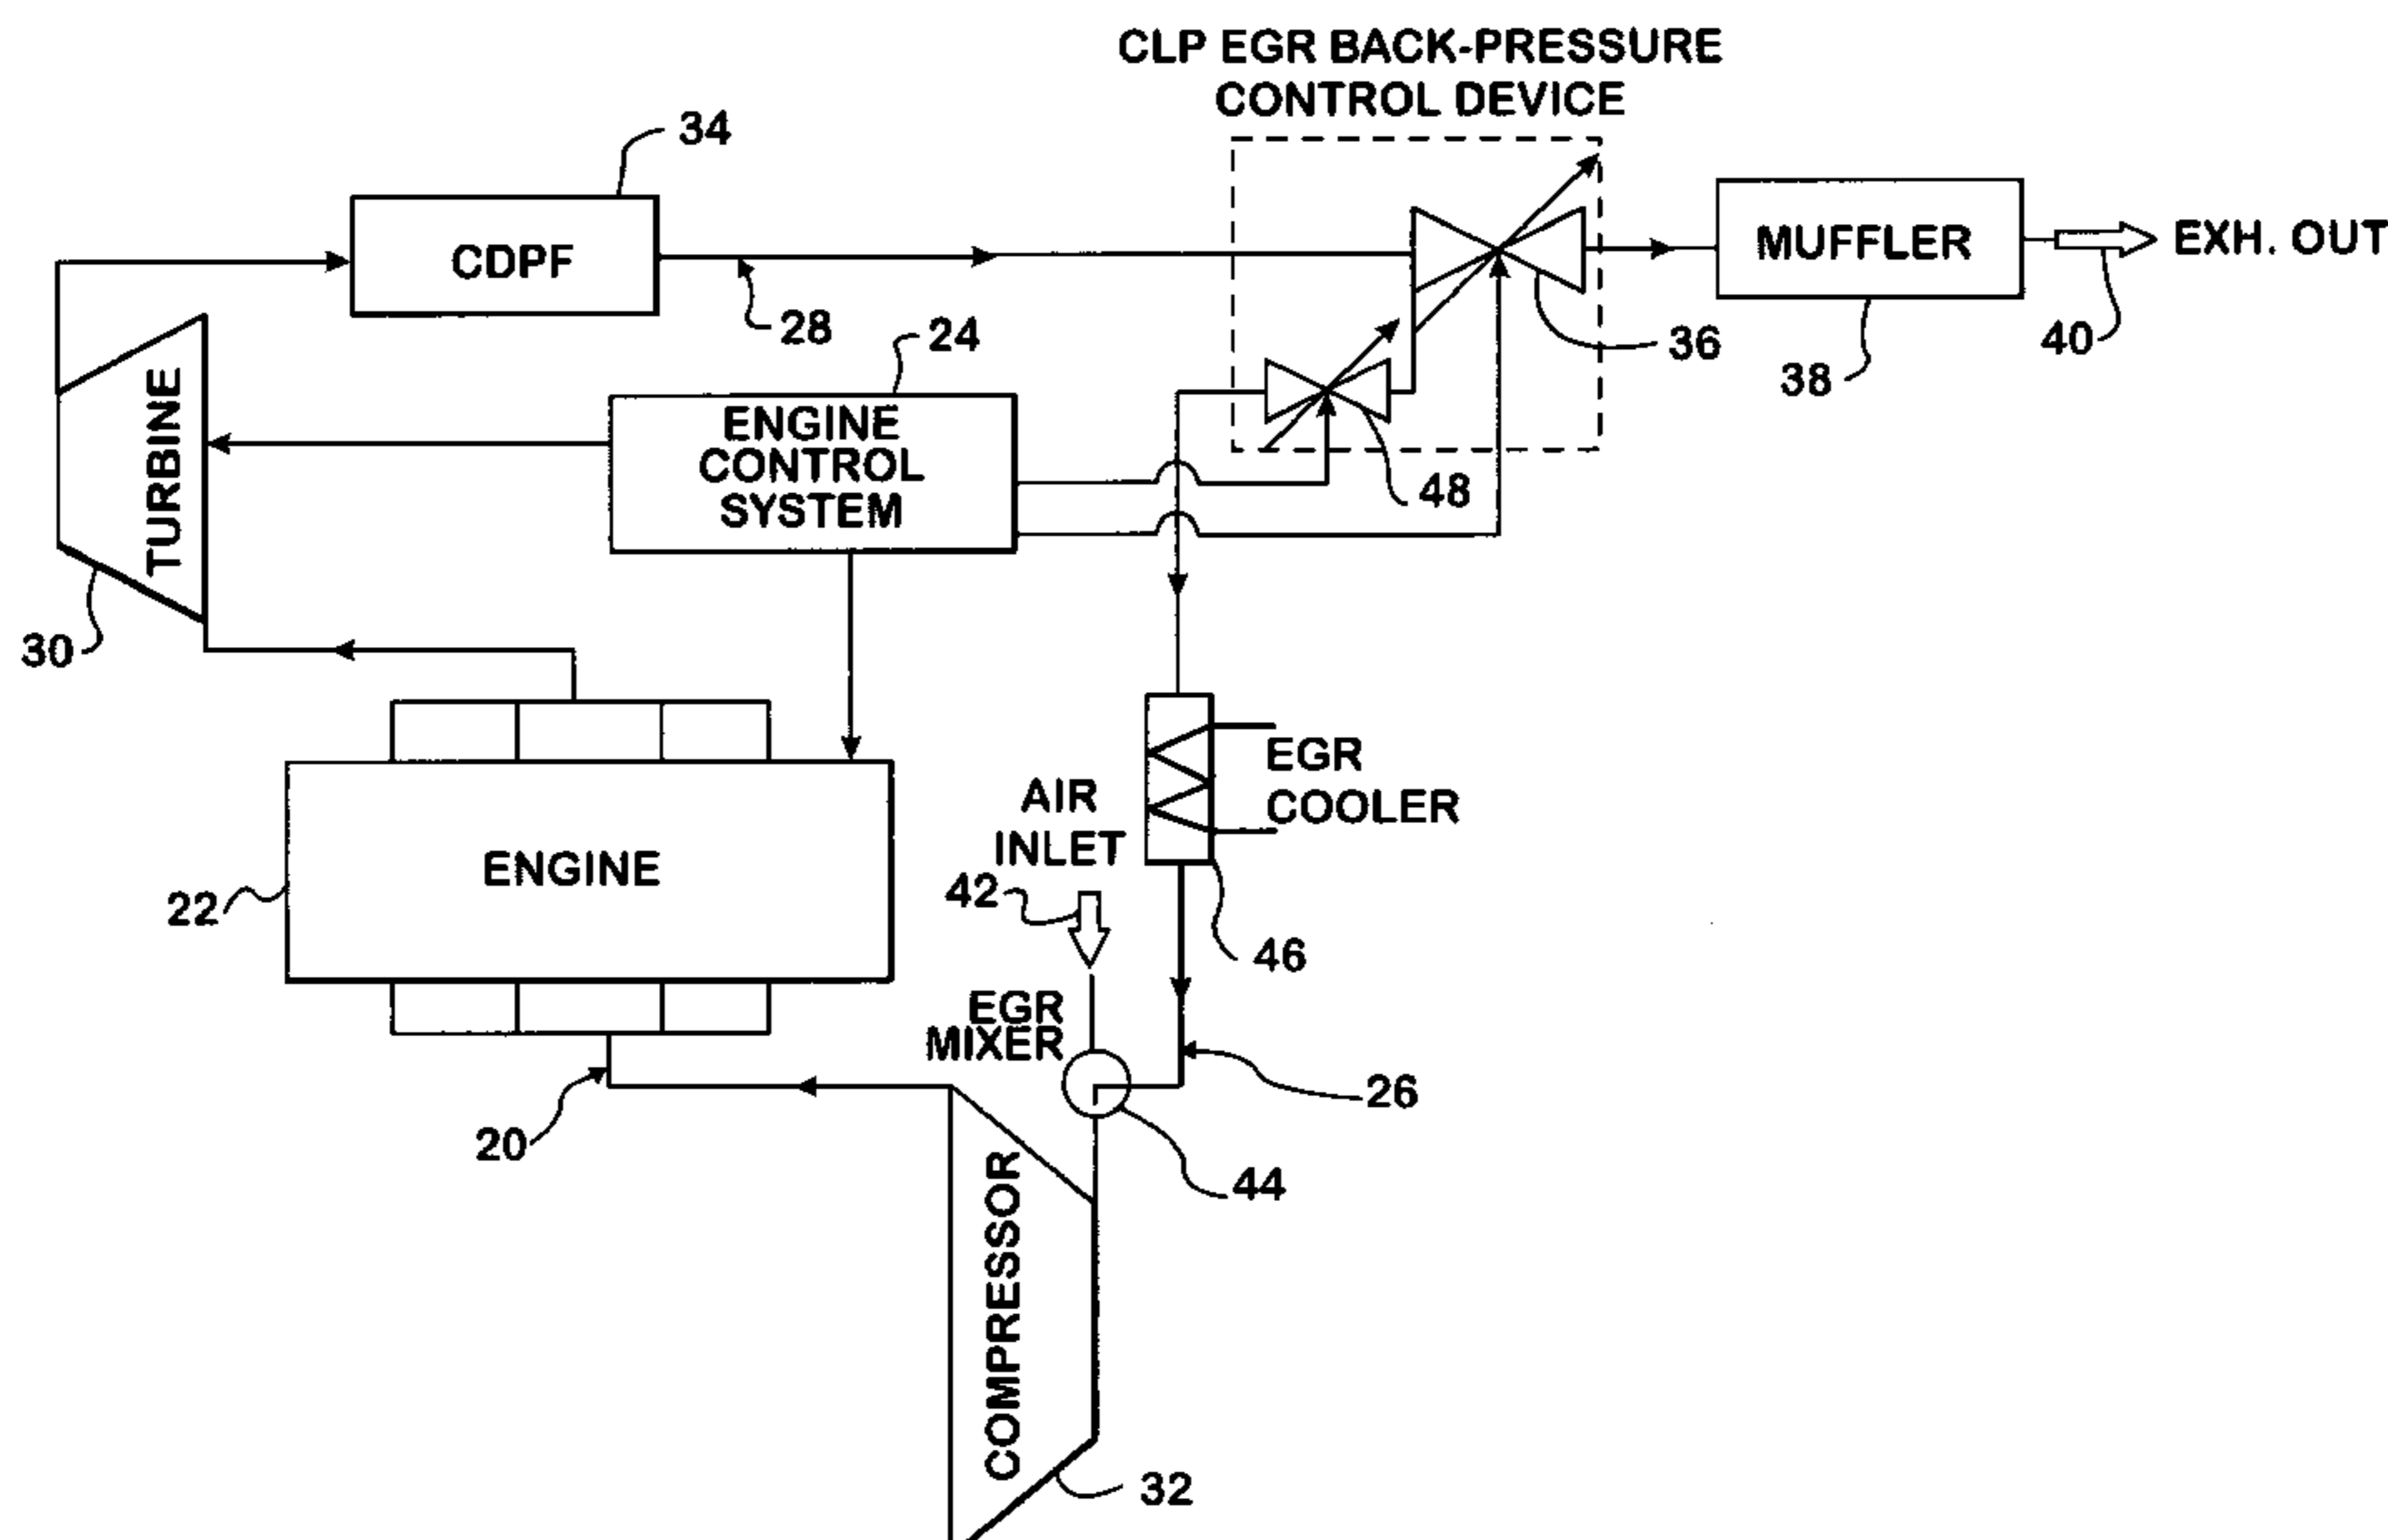 CLP EGR BACK-PRESSURE
CONTROL DEVICE
34
CDPF
MUFFLER
EXH. OUT
28
24
36
38
40
TURBINE
ENGINE
CONTROL
SYSTEM
48
30
EGR
COOLER
AIR
INLET
ENGINE
22
42
46
EGR
MIXER
26
20
44
COMPRESSOR
32